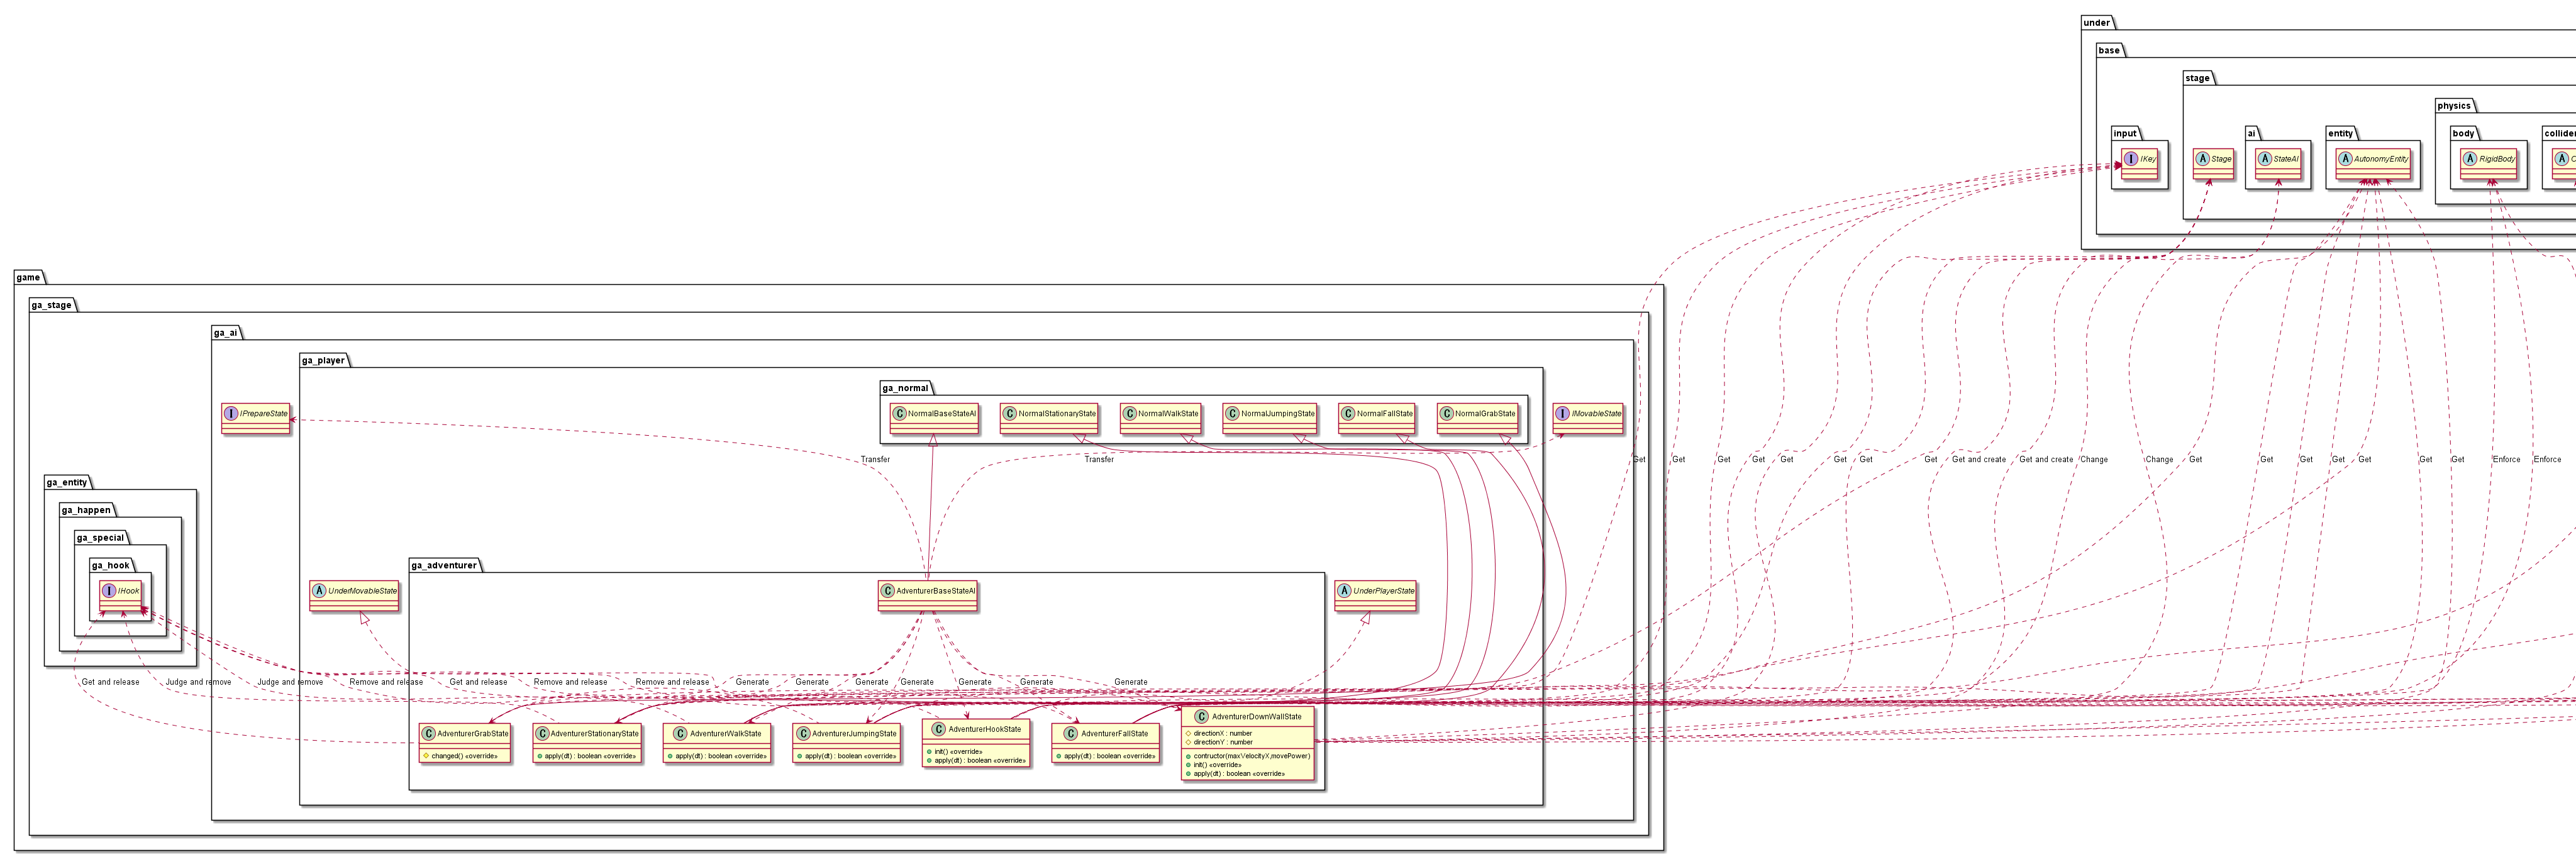 under
base
stage
physics
input
ai
entity
body
collider
IKey
Stage
StateAI
AutonomyEntity
RigidBody
game
ga_stage
ga_ai
ga_player
ga_normal
IPrepareState
NormalBaseStateAI
NormalStationaryState
NormalWalkState
NormalJumpingState
NormalFallState
NormalGrabState
IMovableState
Transfer
Transfer
Get
Get
Get
Get
Get
Get
Get
Get
Get and create
Get and create
Change
Change
Get
Get
Get
Get
Get
Get
Get
Enforce
Enforce
ga_entity
ga_happen
ga_special
ga_hook
IHook
ga_adventurer
UnderMovableState
AdventurerBaseStateAI
UnderPlayerState
Get and release
Judge and remove
Judge and remove
Remove and release
Get and release
Remove and release
Remove and release
Generate
Generate
Generate
Generate
Generate
Generate
Generate
AdventurerGrabState
changed() «override»
AdventurerStationaryState
apply(dt) : boolean «override»
AdventurerWalkState
apply(dt) : boolean «override»
AdventurerJumpingState
apply(dt) : boolean «override»
AdventurerHookState
init() «override»
apply(dt) : boolean «override»
AdventurerFallState
apply(dt) : boolean «override»
AdventurerDownWallState
directionX : number
directionY : number
contructor(maxVelocityX,movePower)
init() «override»
apply(dt) : boolean «override»